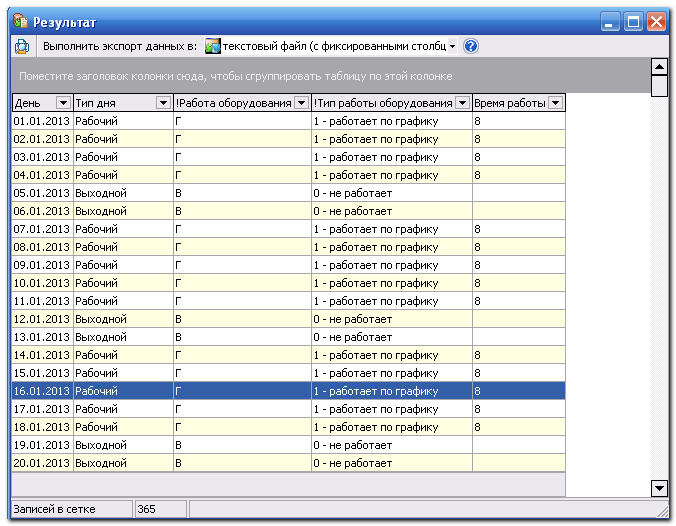 Результат
Выполнить экспорт данных в: текстовый файл (с фиксированными столбц
Поместите заголовок колонки сюда, чтобы сгруппировать таблицу по этой колонке
День Тип дня !Работа оборудования !Тип работы оборудования Время работы
01.01.2013 Рабочий Г 1 - работает по графику 8
02.01.2013 Рабочий Г 1 - работает по графику 8
03.01.2013 Рабочий Г 1 - работает по графику 8
04.01.2013 Рабочий Г 1 - работает по графику 8
05.01.2013 Выходной В 0 - не работает
06.01.2013 Выходной В 0 - не работает
07.01.2013 Рабочий Г 1 - работает по графику 8
08.01.2013 Рабочий Г 1 - работает по графику 8
09.01.2013 Рабочий Г 1 - работает по графику 8
10.01.2013 Рабочий Г 1 - работает по графику 8
11.01.2013 Рабочий Г 1 - работает по графику 8
12.01.2013 Выходной В 0 - не работает
13.01.2013 Выходной В 0 - не работает
14.01.2013 Рабочий Г 1 - работает по графику 8
15.01.2013 Рабочий Г 1 - работает по графику 8
16.01.2013 Рабочий Г 1 - работает по графику 8
17.01.2013 Рабочий Г 1 - работает по графику 8
18.01.2013 Рабочий Г 1 - работает по графику 8
19.01.2013 Выходной В 0 - не работает
20.01.2013 Выходной В 0 - не работает
Записей в сетке 365